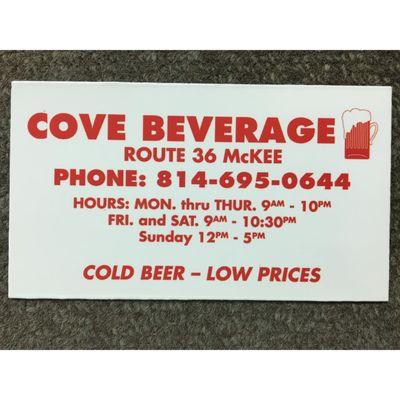 COVE BEVERAGE
ROUTE 36 McKEE
PHONE: 814-695-0644
HOURS: MON. thru THUR. 9AM - 10PM
FRI. and SAT. 9AM - 10:30PM
Sunday 12PM - 5PM
COLD BEER – LOW PRICES